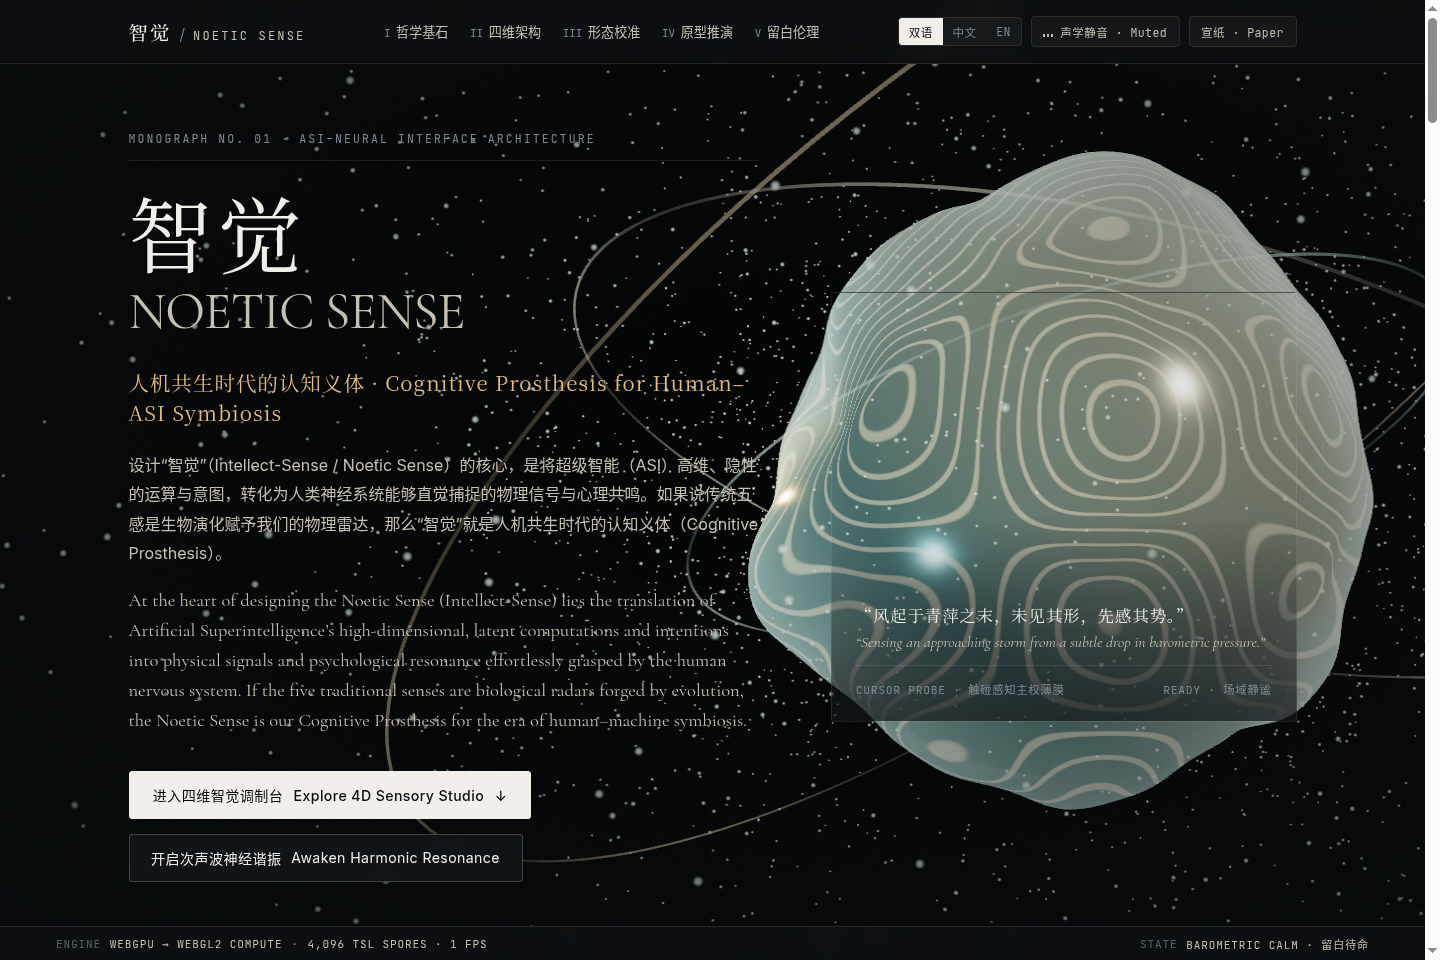 智觉 / NOETIC SENSE
I 哲学基石 II 四维架构 III 形态校准 IV 原型推演 V 留白伦理
双语 中文 EN
声学静音 · Muted
宣纸 · Paper
MONOGRAPH NO. 01 — ASI–NEURAL INTERFACE ARCHITECTURE
智觉
NOETIC SENSE
人机共生时代的认知义体 · Cognitive Prosthesis for Human–
ASI Symbiosis
设计“智觉”（Intellect-Sense / Noetic Sense）的核心，是将超级智能（ASI）高维、隐性
的运算与意图，转化为人类神经系统能够直觉捕捉的物理信号与心理共鸣。如果说传统五
感是生物演化赋予我们的物理雷达，那么“智觉”就是人机共生时代的认知义体（Cognitive
Prosthesis）。
At the heart of designing the Noetic Sense (Intellect-Sense) lies the translation of
Artificial Superintelligence’s high-dimensional, latent computations and intentions
into physical signals and psychological resonance effortlessly grasped by the human
nervous system. If the five traditional senses are biological radars forged by evolution,
the Noetic Sense is our Cognitive Prosthesis for the era of human–machine symbiosis.
“风起于青萍之末，未见其形，先感其势。”
“Sensing an approaching storm from a subtle drop in barometric pressure.”
CURSOR PROBE · 触碰感知主权薄膜
READY · 场域静谧
进入四维智觉调制台 Explore 4D Sensory Studio ↓
开启次声波神经谐振 Awaken Harmonic Resonance
ENGINE WEBGPU → WEBGL2 COMPUTE · 4,096 TSL SPORES · 1 FPS
STATE BAROMETRIC CALM · 留白待命